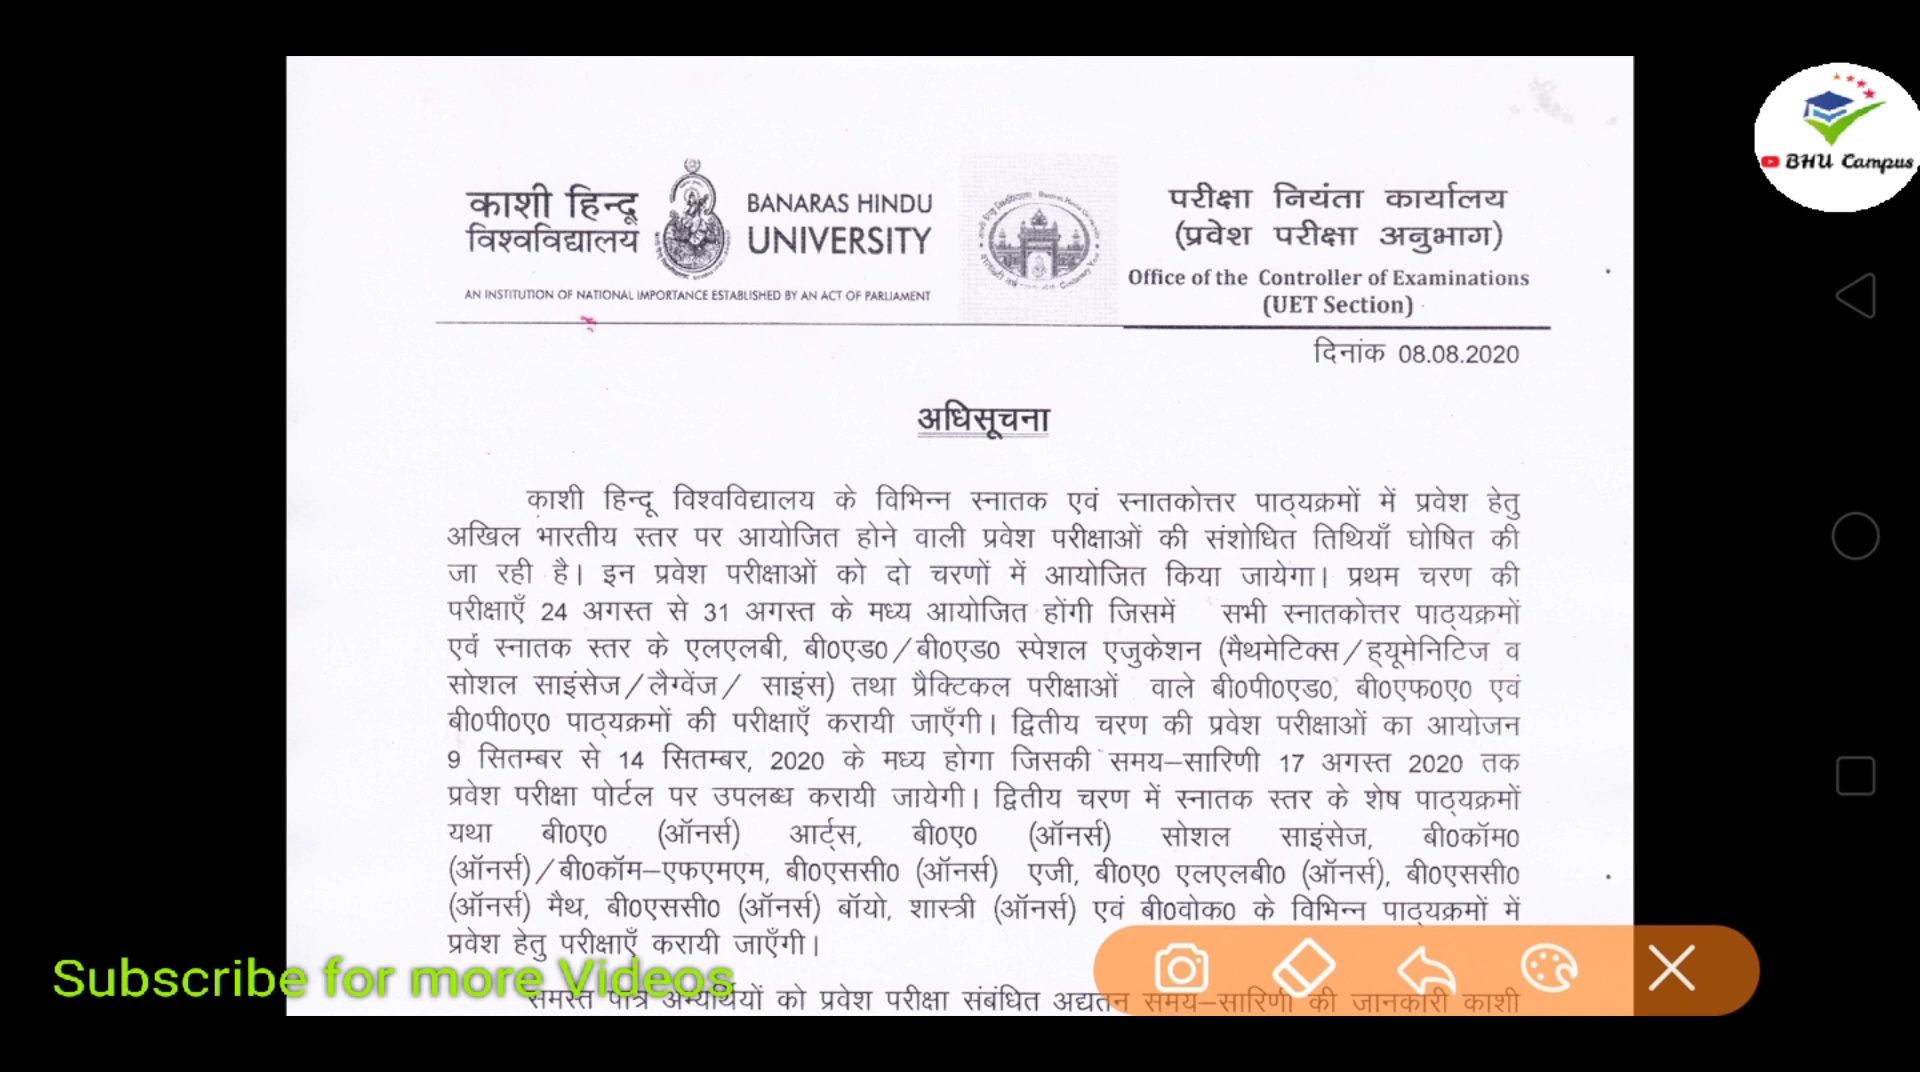 काशी हिन्दू
विश्वविद्यालय
BANARAS HINDU
UNIVERSITY
AN INSTITUTION OF NATIONAL IMPORTANCE ESTABLISHED BY AN ACT OF PARLIAMENT
परीक्षा नियंता कार्यालय
(प्रवेश परीक्षा अनुभाग)
Office of the Controller of Examinations
(UET Section)
BHU Campus
दिनांक 08.08.2020
अधिसूचना
काशी हिन्दू विश्वविद्यालय के विभिन्न स्नातक एवं स्नातकोत्तर पाठ्यक्रमों में प्रवेश हेतु
अखिल भारतीय स्तर पर आयोजित होने वाली प्रवेश परीक्षाओं की संशोधित तिथियाँ घोषित की
जा रही है। इन प्रवेश परीक्षाओं को दो चरणों में आयोजित किया जायेगा। प्रथम चरण की
परीक्षाएँ 24 अगस्त से 31 अगस्त के मध्य आयोजित होंगी जिसमें सभी स्नातकोत्तर पाठ्यक्रमों
एवं स्नातक स्तर के एलएलबी, बी0एड0/बी0एड0 स्पेशल एजुकेशन (मैथमेटिक्स/ह्यूमेनिटिज व
सोशल साइंसेज/लैग्वेंज/ साइंस) तथा प्रैक्टिकल परीक्षाओं वाले बी0पी0एड0, बी0एफ0ए0 एवं
बी0पी0ए0 पाठ्यक्रमों की परीक्षाएँ करायी जाएँगी। द्वितीय चरण की प्रवेश परीक्षाओं का आयोजन
9 सितम्बर से 14 सितम्बर, 2020 के मध्य होगा जिसकी समय–सारिणी 17 अगस्त 2020 तक
प्रवेश परीक्षा पोर्टल पर उपलब्ध करायी जायेगी। द्वितीय चरण में स्नातक स्तर के शेष पाठ्यक्रमों
यथा बी0ए0 (ऑनर्स) आर्ट्स, बी0ए0 (ऑनर्स) सोशल साइंसेज, बी0कॉम0
(ऑनर्स)/बी0कॉम–एफएमएम, बी0एससी0 (ऑनर्स) एजी, बी0ए0 एलएलबी0 (ऑनर्स), बी0एससी0
(ऑनर्स) मैथ, बी0एससी0 (ऑनर्स) बॉयो, शास्त्री (ऑनर्स) एवं बी0वोक0 के विभिन्न पाठ्यक्रमों में
प्रवेश हेतु परीक्षाएँ करायी जाएँगी।
Subscribe for more Videos
समस्त पात्र अभ्यर्थियों को प्रवेश परीक्षा संबंधित अद्यतन समय–सारिणी की जानकारी काशी